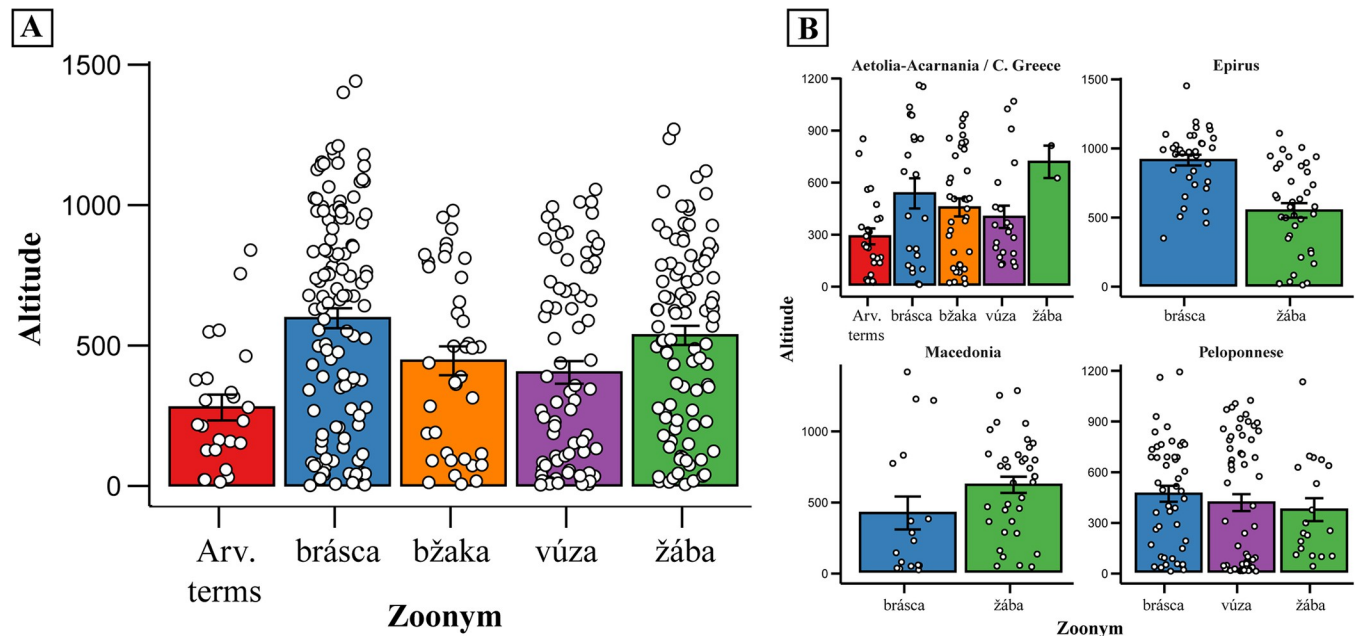 A
Altitude
1500
1000
500
0
Arv. terms
brásca
bžaka
vúza
žába
Zoonym
B
Altitude
Aetolia-Acarnania / C. Greece
1200
900
600
300
0
Arv. terms
brásca
bžaka
vúza
žába
Epirus
1500
1000
500
0
brásca
žába
Macedonia
1000
500
0
brásca
žába
Peloponnese
1200
900
600
300
0
brásca
vúza
žába
Zoonym